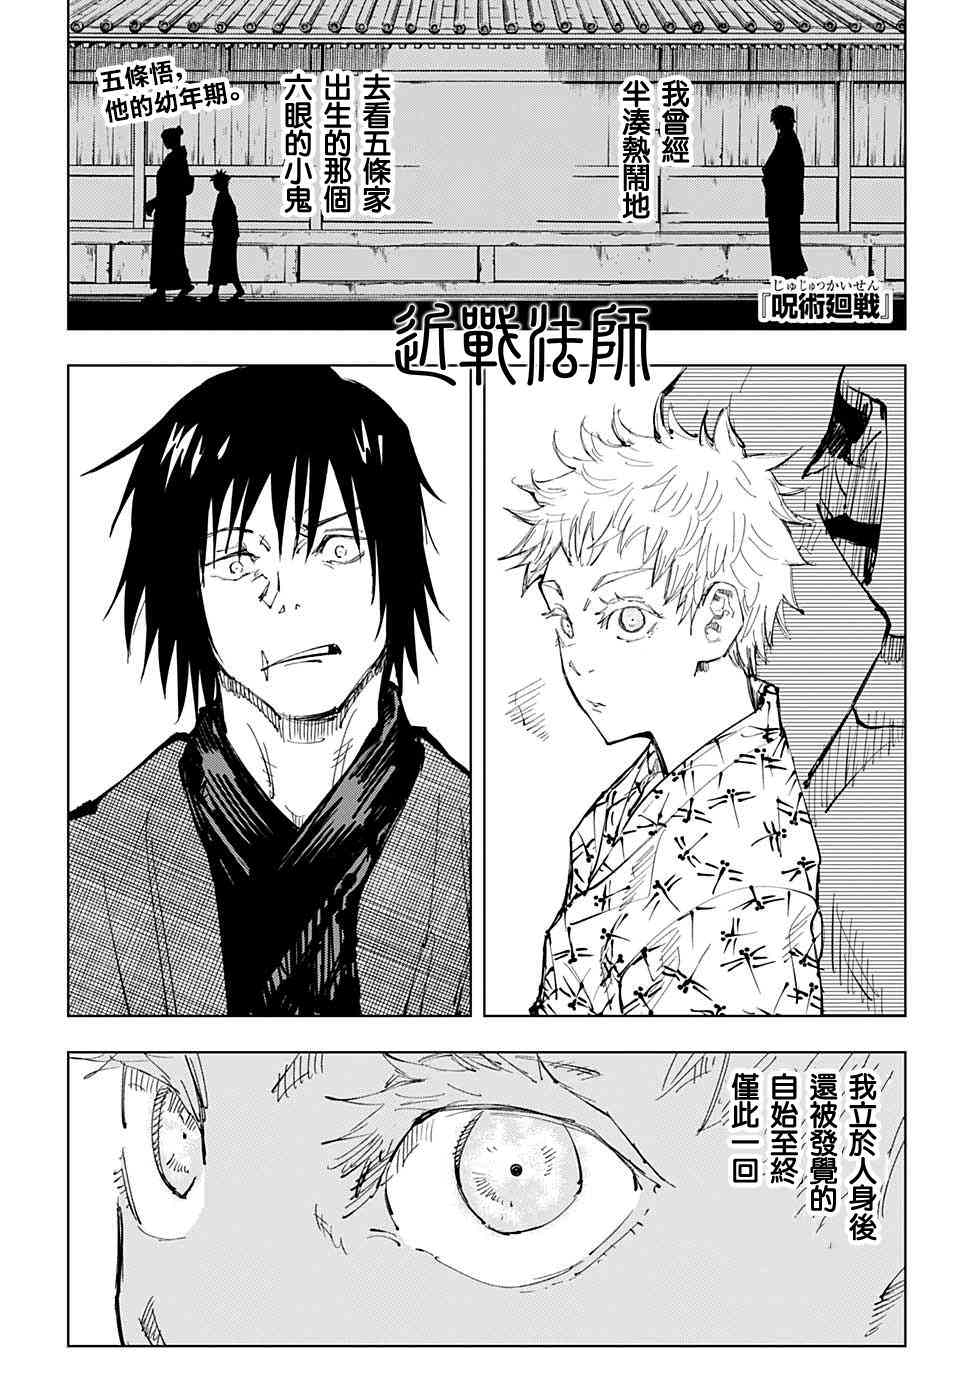 我曾經
半湊熱鬧地
去看五條家
出生的那個
六眼的小鬼
五條悟，
他的幼年期。
じゅじゅつかいせん
『呪術廻戦』
近戰法師
我立於人身後
還被發覺的
自始至終
僅此一回